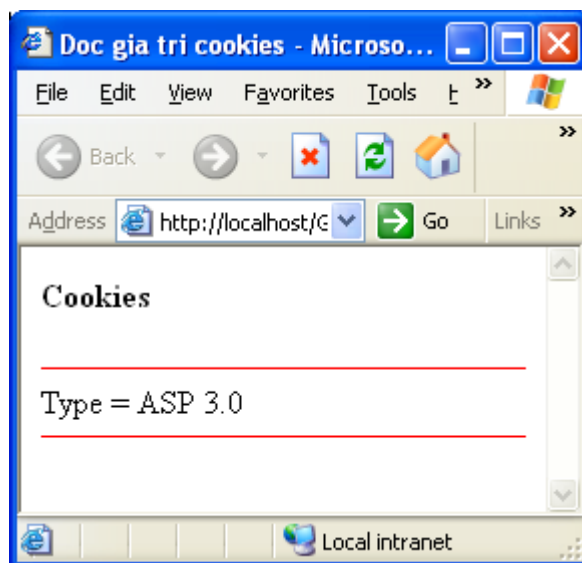 Doc gia tri cookies - Microso...
File Edit View Favorites Tools »
Back »
Address http://localhost/G Go Links »
Cookies
Type = ASP 3.0
Local intranet